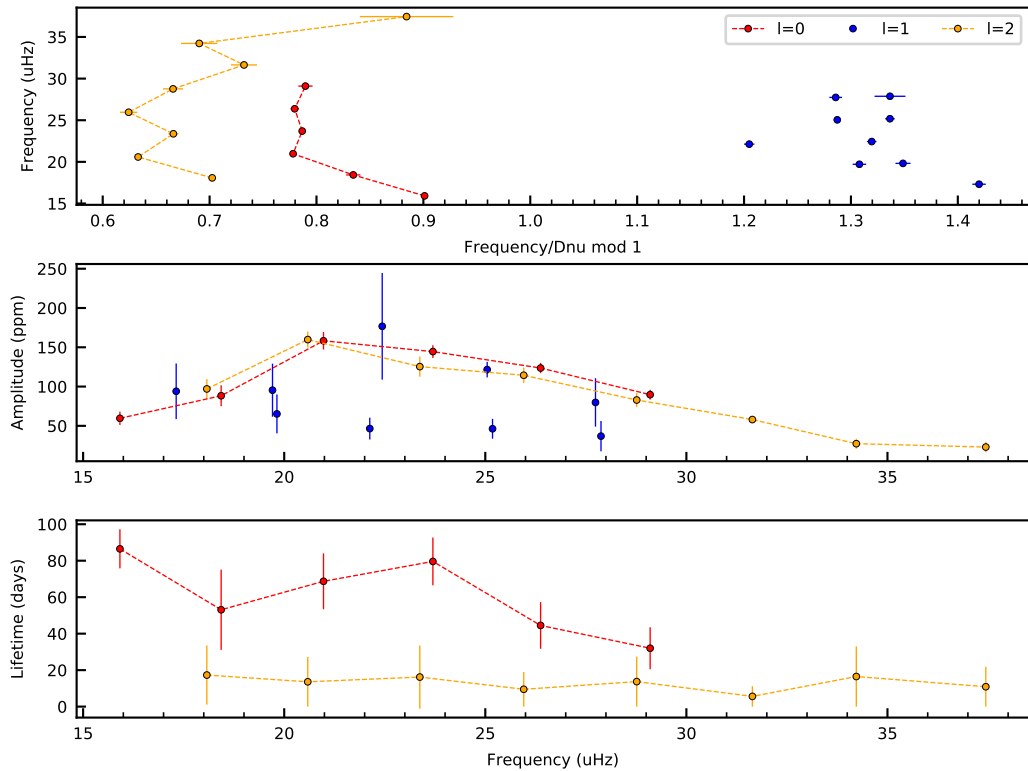 Frequency (uHz)
35
30
25
20
15
l=0 l=1 l=2
0.6 0.7 0.8 0.9 1.0 1.1 1.2 1.3 1.4
Frequency/Dnu mod 1
Amplitude (ppm)
250
200
150
100
50
15 20 25 30 35
Lifetime (days)
100
80
60
40
20
0
15 20 25 30 35
Frequency (uHz)